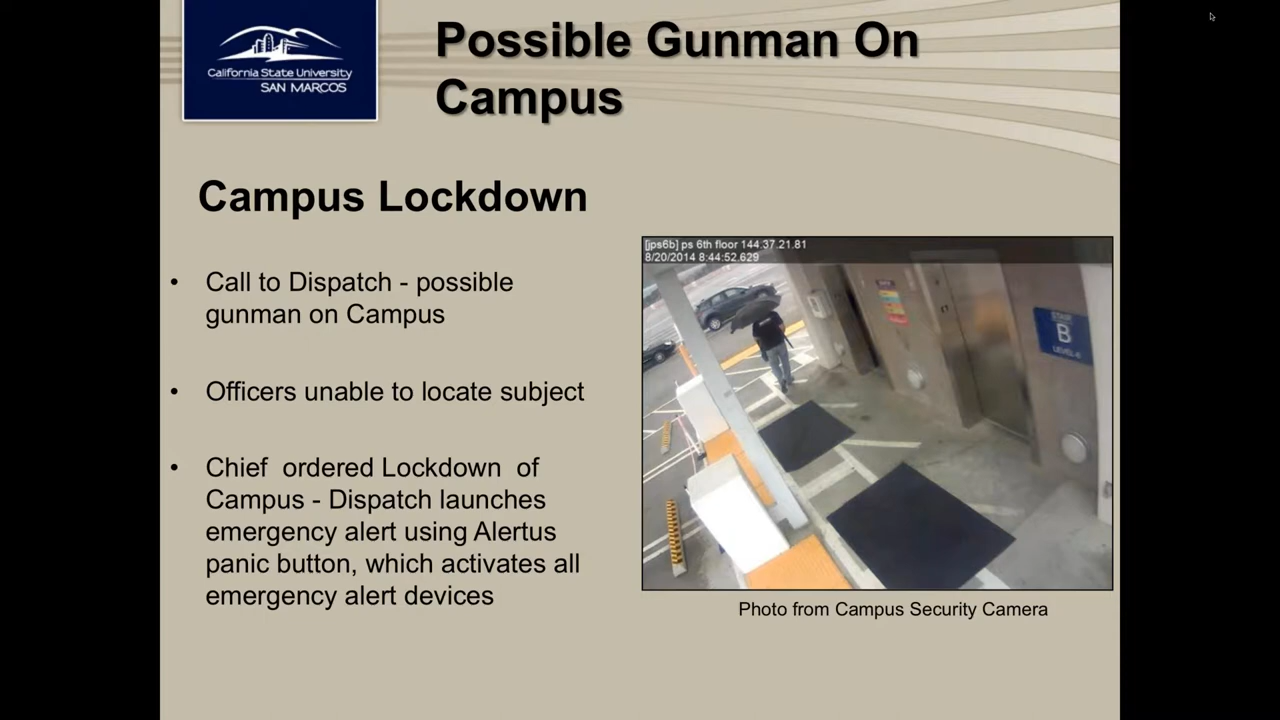 California State University
SAN MARCOS
Possible Gunman On
Campus
Campus Lockdown
• Call to Dispatch - possible
gunman on Campus
• Officers unable to locate subject
• Chief ordered Lockdown of
Campus - Dispatch launches
emergency alert using Alertus
panic button, which activates all
emergency alert devices
[jps6b] ps 6th floor 144.37.21.81
8/20/2014 8:44:52.629
STAIR
B
LEVEL-6
Photo from Campus Security Camera